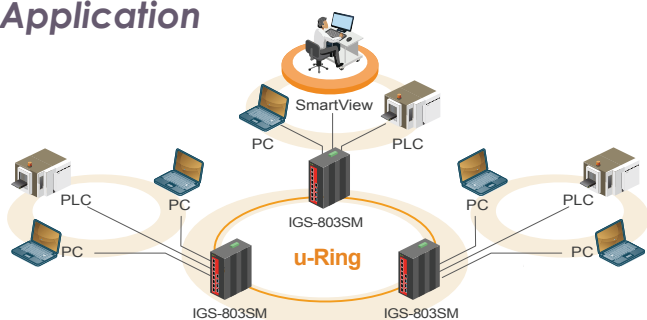 Application
SmartView
PC
PLC
PLC
PC
IGS-803SM
PC
PLC
PC
u-Ring
PC
IGS-803SM
IGS-803SM